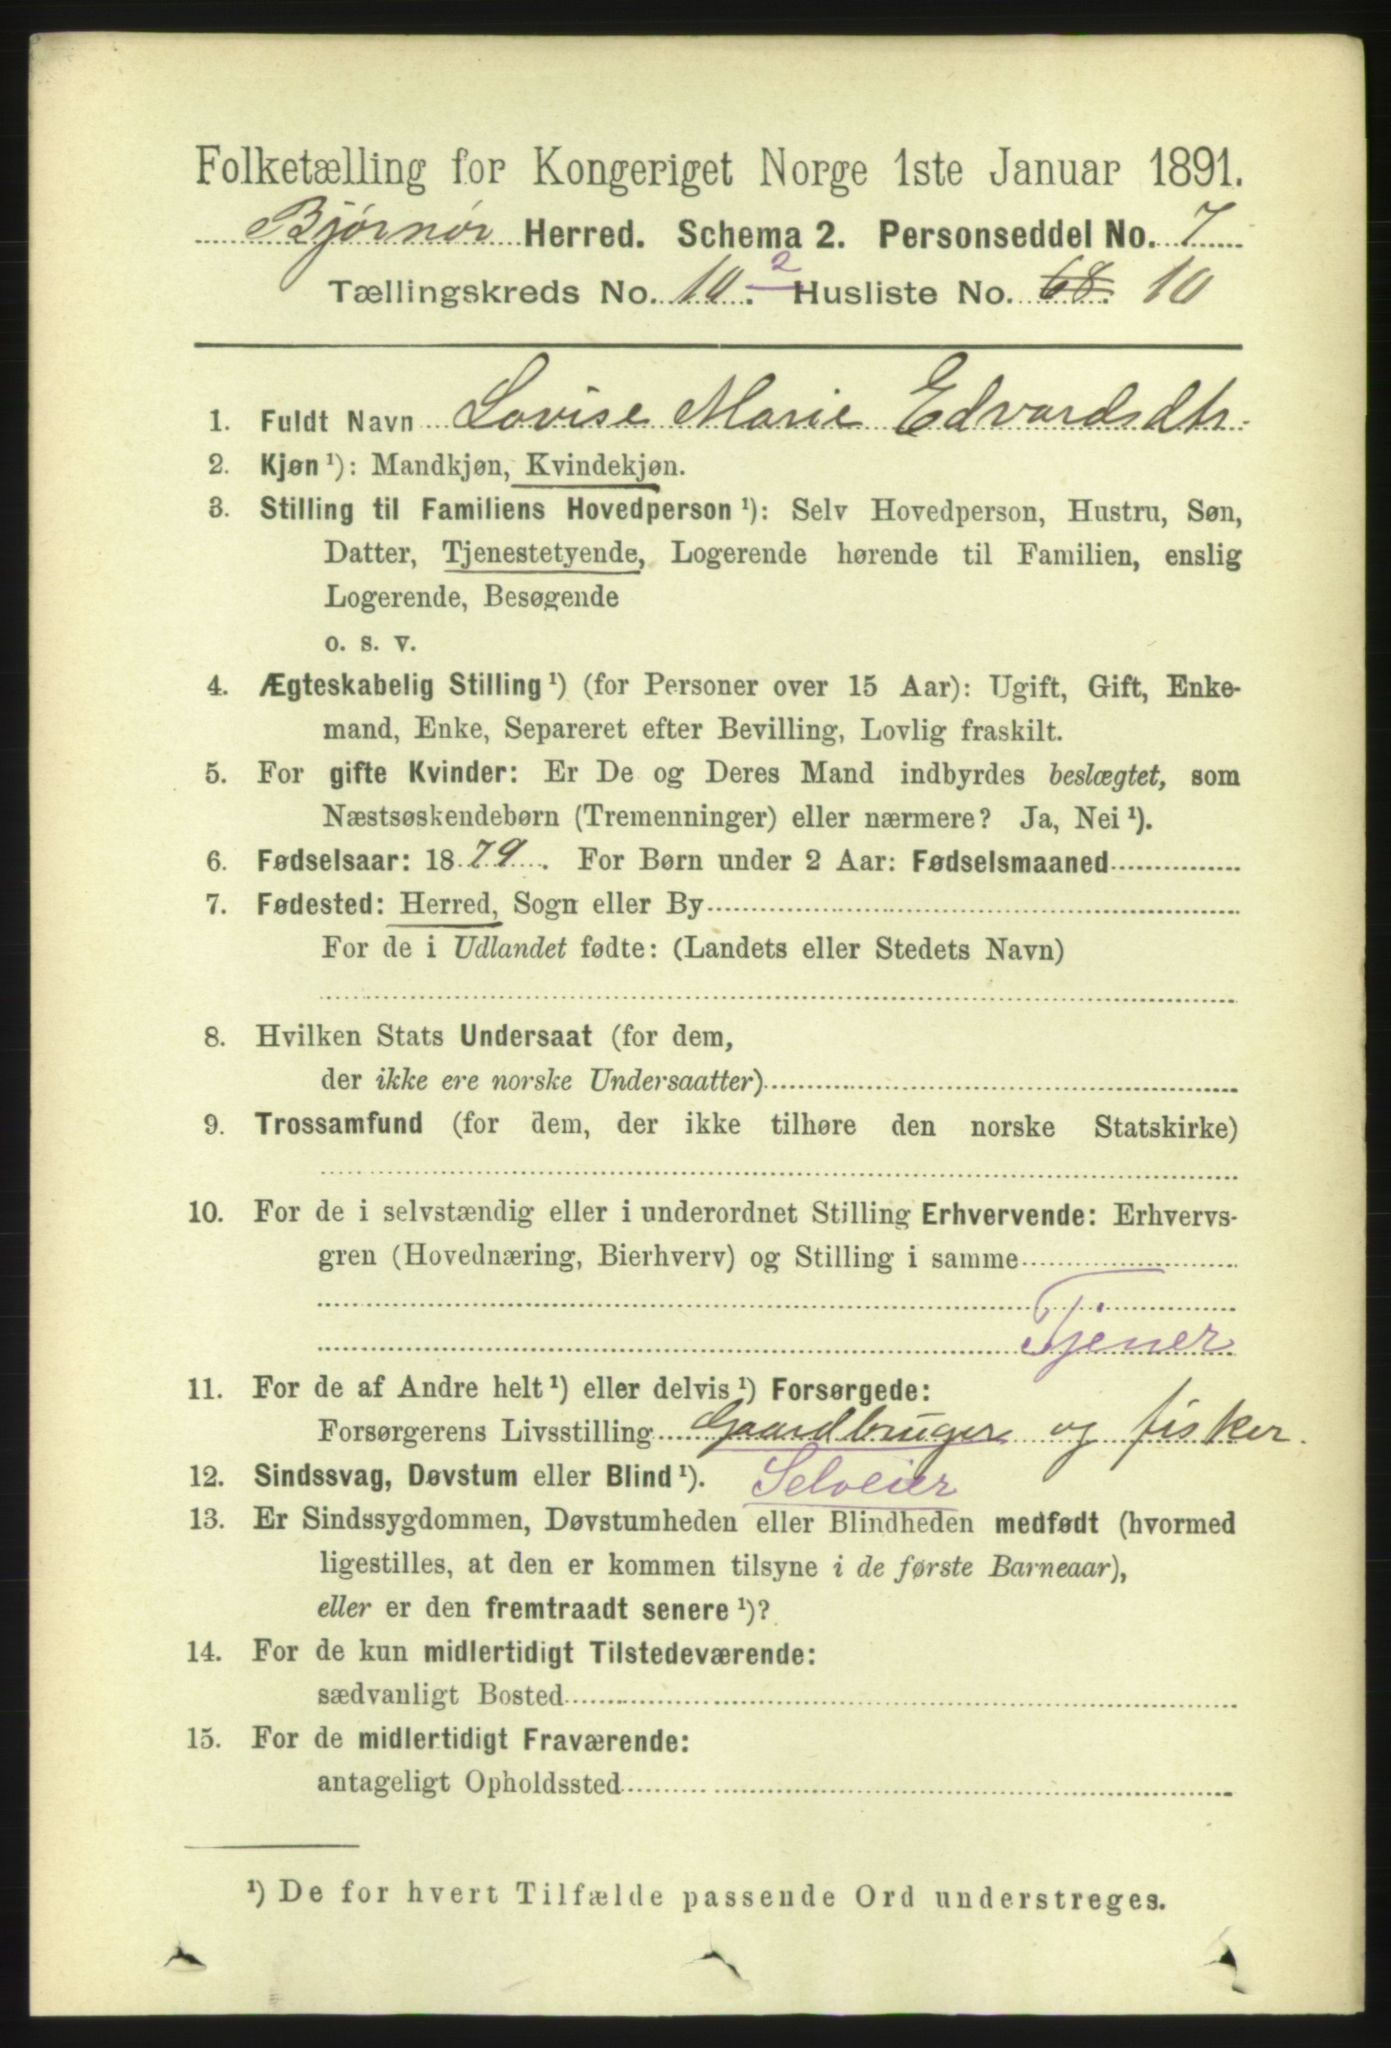 Folketælling for Kongeriget Norge 1ste Januar 1891.
Bjørnør Herred. Schema 2. Personseddel No. 7
Tællingskreds No. 10. 2 Husliste No. 68. 10
1. Fuldt Navn Lovise Marie Edvardsdtr.
2. Kjøn ¹): Mandkjøn, Kvindekjøn.
3. Stilling til Familiens Hovedperson ¹): Selv Hovedperson, Hustru, Søn,
Datter, Tjenestetyende, Logerende hørende til Familien, enslig
Logerende, Besøgende
o. s. v.
4. Ægteskabelig Stilling ¹) (for Personer over 15 Aar): Ugift, Gift, Enke-
mand, Enke, Separeret efter Bevilling, Lovlig fraskilt.
5. For gifte Kvinder: Er De og Deres Mand indbyrdes beslægtet, som
Næstsøskendebørn (Tremenninger) eller nærmere? Ja, Nei ¹).
6. Fødselsaar: 1879. For Børn under 2 Aar: Fødselsmaaned
7. Fødested: Herred, Sogn eller By
For de i Udlandet fødte: (Landets eller Stedets Navn)
8. Hvilken Stats Undersaat (for dem,
der ikke ere norske Undersaatter)
9. Trossamfund (for dem, der ikke tilhøre den norske Statskirke)
10. For de i selvstændig eller i underordnet Stilling Erhvervende: Erhvervs-
gren (Hovednæring, Bierhverv) og Stilling i samme
Tjener
11. For de af Andre helt ¹) eller delvis ¹) Forsørgede:
Forsørgerens Livsstilling Gaardbruger og fisker.
12. Sindssvag, Døvstum eller Blind ¹). Selveier
13. Er Sindssygdommen, Døvstumheden eller Blindheden medfødt (hvormed
ligestilles, at den er kommen tilsyne i de første Barneaar),
eller er den fremtraadt senere ¹)?
14. For de kun midlertidigt Tilstedeværende:
sædvanligt Bosted
15. For de midlertidigt Fraværende:
antageligt Opholdssted
¹) De for hvert Tilfælde passende Ord understreges.